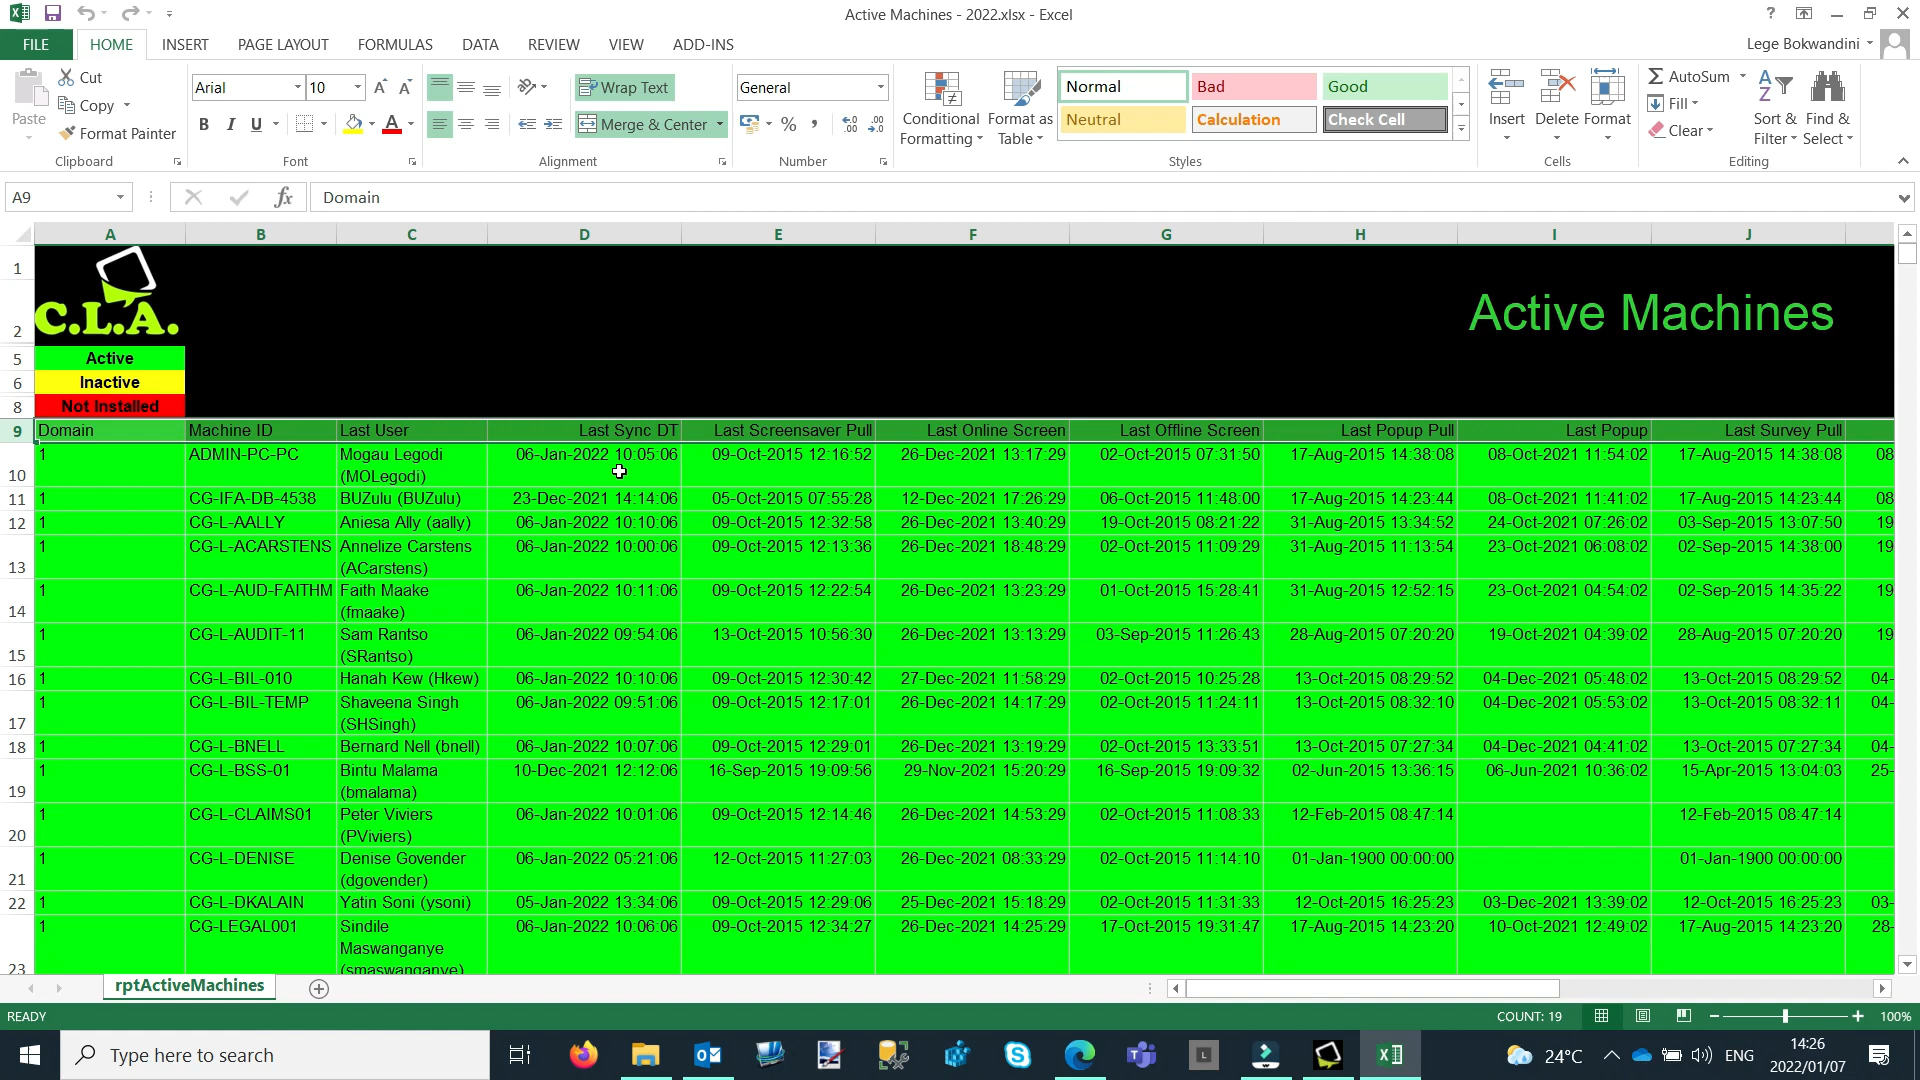 Active Machines - 2022.xlsx - Excel
FILE HOME INSERT PAGE LAYOUT FORMULAS DATA REVIEW VIEW ADD-INS Lege Bokwandini
Paste Cut Copy Format Painter
Arial 10
B I U A
Wrap Text
Merge & Center
General
% ,
Conditional Formatting
Format as Table
Normal Bad Good
Neutral Calculation Check Cell
Insert Delete Format
AutoSum
Fill
Clear
Sort & Filter
Find & Select
Clipboard Font Alignment Number Styles Cells Editing
A9 fx Domain
A B C D E F G H I J
1
2 C.L.A. Active Machines
5 Active
6 Inactive
8 Not Installed
9 Domain Machine ID Last User Last Sync DT Last Screensaver Pull Last Online Screen Last Offline Screen Last Popup Pull Last Popup Last Survey Pull
10 1 ADMIN-PC-PC Mogau Legodi (MOLegodi) 06-Jan-2022 10:05:06 09-Oct-2015 12:16:52 26-Dec-2021 13:17:29 02-Oct-2015 07:31:50 17-Aug-2015 14:38:08 08-Oct-2021 11:54:02 17-Aug-2015 14:38:08 08
11 1 CG-IFA-DB-4538 BUZulu (BUZulu) 23-Dec-2021 14:14:06 05-Oct-2015 07:55:28 12-Dec-2021 17:26:29 06-Oct-2015 11:48:00 17-Aug-2015 14:23:44 08-Oct-2021 11:41:02 17-Aug-2015 14:23:44 08
12 1 CG-L-AALLY Aniesa Ally (aally) 06-Jan-2022 10:10:06 09-Oct-2015 12:32:58 26-Dec-2021 13:40:29 19-Oct-2015 08:21:22 31-Aug-2015 13:34:52 24-Oct-2021 07:26:02 03-Sep-2015 13:07:50 19
13 1 CG-L-ACARSTENS Annelize Carstens (ACarstens) 06-Jan-2022 10:00:06 09-Oct-2015 12:13:36 26-Dec-2021 18:48:29 02-Oct-2015 11:09:29 31-Aug-2015 11:13:54 23-Oct-2021 06:08:02 02-Sep-2015 14:38:00 19
14 1 CG-L-AUD-FAITHM Faith Maake (fmaake) 06-Jan-2022 10:11:06 09-Oct-2015 12:22:54 26-Dec-2021 13:23:29 01-Oct-2015 15:28:41 31-Aug-2015 12:52:15 23-Oct-2021 04:54:02 02-Sep-2015 14:35:22 19
15 1 CG-L-AUDIT-11 Sam Rantso (SRantso) 06-Jan-2022 09:54:06 13-Oct-2015 10:56:30 26-Dec-2021 13:13:29 03-Sep-2015 11:26:43 28-Aug-2015 07:20:20 19-Oct-2021 04:39:02 28-Aug-2015 07:20:20 19
16 1 CG-L-BIL-010 Hanah Kew (Hkew) 06-Jan-2022 10:10:06 09-Oct-2015 12:30:42 27-Dec-2021 11:58:29 02-Oct-2015 10:25:28 13-Oct-2015 08:29:52 04-Dec-2021 05:48:02 13-Oct-2015 08:29:52 04-
17 1 CG-L-BIL-TEMP Shaveena Singh (SHSingh) 06-Jan-2022 09:51:06 09-Oct-2015 12:17:01 26-Dec-2021 14:17:29 02-Oct-2015 11:24:11 13-Oct-2015 08:32:10 04-Dec-2021 05:53:02 13-Oct-2015 08:32:11 04-
18 1 CG-L-BNELL Bernard Nell (bnell) 06-Jan-2022 10:07:06 09-Oct-2015 12:29:01 26-Dec-2021 13:19:29 02-Oct-2015 13:33:51 13-Oct-2015 07:27:34 04-Dec-2021 04:41:02 13-Oct-2015 07:27:34 04-
19 1 CG-L-BSS-01 Bintu Malama (bmalama) 10-Dec-2021 12:12:06 16-Sep-2015 19:09:56 29-Nov-2021 15:20:29 16-Sep-2015 19:09:32 02-Jun-2015 13:36:15 06-Jun-2021 10:36:02 15-Apr-2015 13:04:03 25-
20 1 CG-L-CLAIMS01 Peter Viviers (PViviers) 06-Jan-2022 10:01:06 09-Oct-2015 12:14:46 26-Dec-2021 14:53:29 02-Oct-2015 11:08:33 12-Feb-2015 08:47:14 12-Feb-2015 08:47:14
21 1 CG-L-DENISE Denise Govender (dgovender) 06-Jan-2022 05:21:06 12-Oct-2015 11:27:03 26-Dec-2021 08:33:29 02-Oct-2015 11:14:10 01-Jan-1900 00:00:00 01-Jan-1900 00:00:00
22 1 CG-L-DKALAIN Yatin Soni (ysoni) 05-Jan-2022 13:34:06 09-Oct-2015 12:29:06 25-Dec-2021 15:18:29 02-Oct-2015 11:31:33 12-Oct-2015 16:25:23 03-Dec-2021 13:39:02 12-Oct-2015 16:25:23 03-
23 1 CG-LEGAL001 Sindile Maswanganye (smaswanganye) 06-Jan-2022 10:06:06 09-Oct-2015 12:34:27 26-Dec-2021 14:25:29 17-Oct-2015 19:31:47 17-Aug-2015 14:23:20 10-Oct-2021 12:49:02 17-Aug-2015 14:23:20 28-
rptActiveMachines
READY COUNT: 19 100%
Type here to search 24°C ENG 14:26
2022/01/07